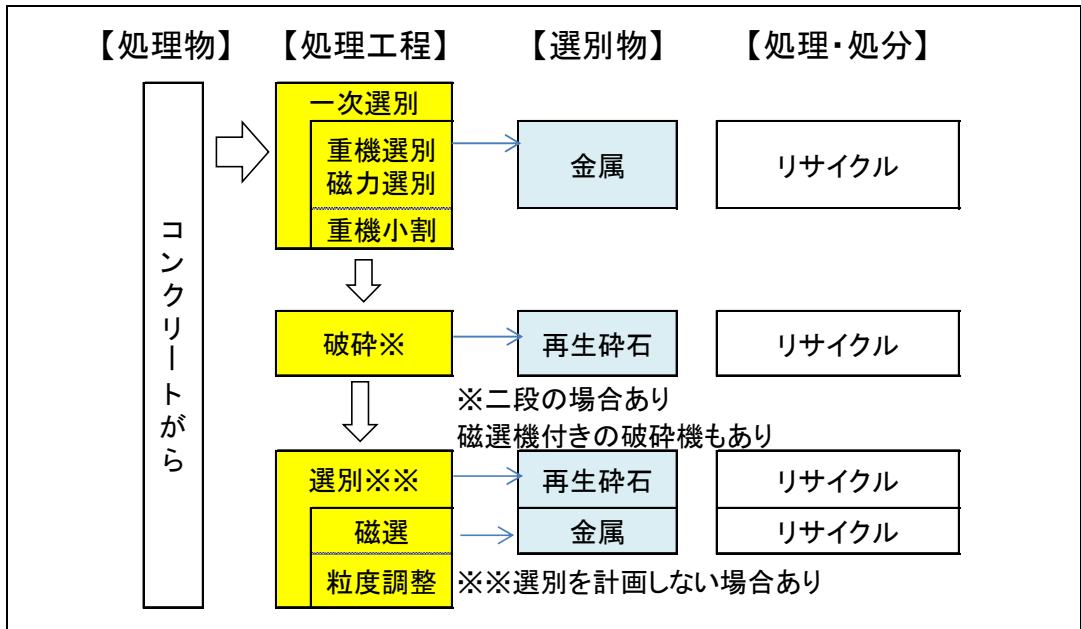 【処理物】 【処理工程】 【選別物】 【処理・処分】
コンクリートがら
一次選別
重機選別
磁力選別
重機小割
金属
リサイクル
破砕※
再生砕石
リサイクル
※二段の場合あり
磁選機付きの破砕機もあり
選別※※
再生砕石
リサイクル
磁選
金属
リサイクル
粒度調整
※※選別を計画しない場合あり